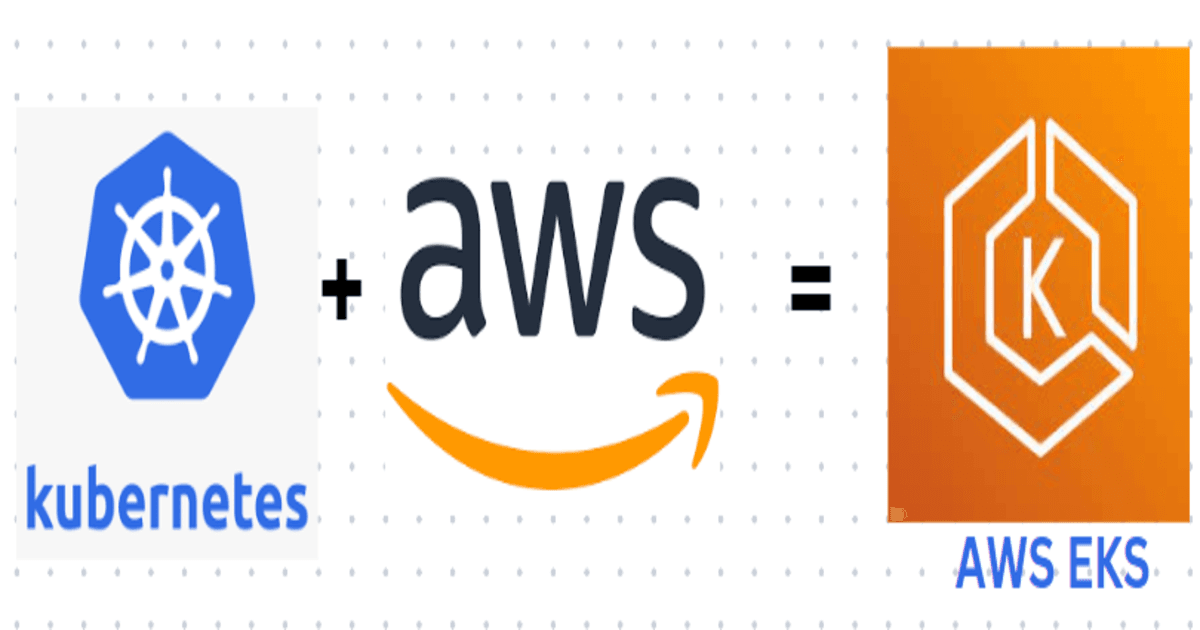 kubernetes
+
aws
=
K
AWS EKS